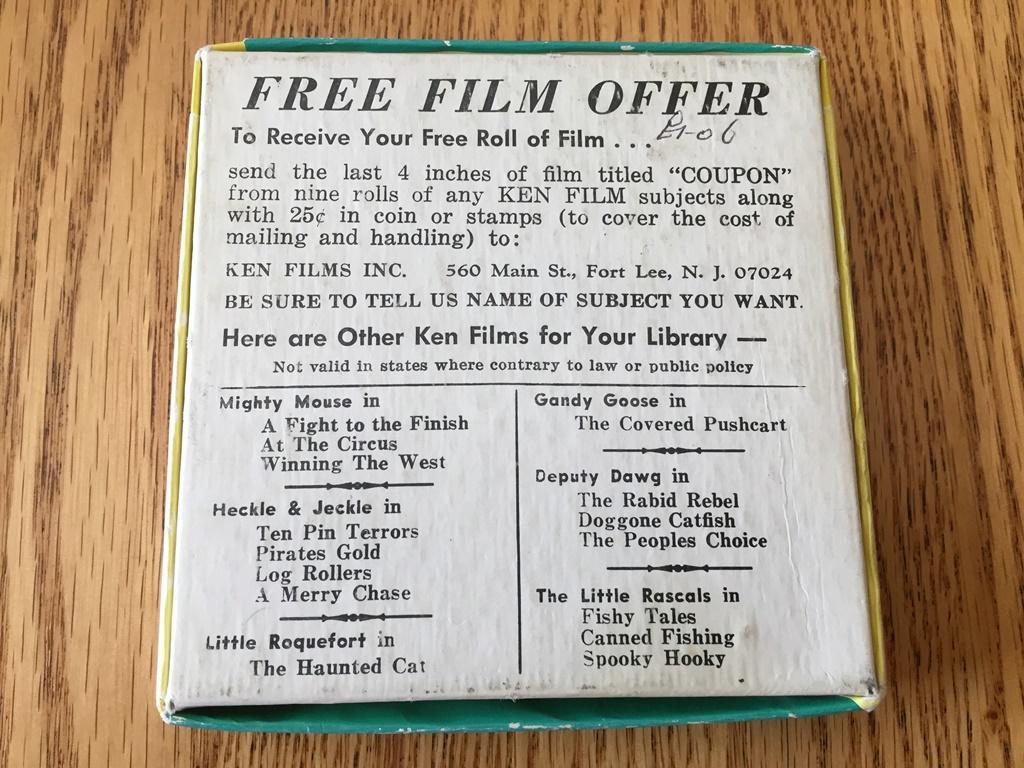 FREE FILM OFFER
To Receive Your Free Roll of Film . . .
send the last 4 inches of film titled "COUPON"
from nine rolls of any KEN FILM subjects along
with 25¢ in coin or stamps (to cover the cost of
mailing and handling) to:
KEN FILMS INC. 560 Main St., Fort Lee, N. J. 07024
BE SURE TO TELL US NAME OF SUBJECT YOU WANT.
Here are Other Ken Films for Your Library —
Not valid in states where contrary to law or public policy
Mighty Mouse in
A Fight to the Finish
At The Circus
Winning The West
Heckle & Jeckle in
Ten Pin Terrors
Pirates Gold
Log Rollers
A Merry Chase
Little Roquefort in
The Haunted Cat
Gandy Goose in
The Covered Pushcart
Deputy Dawg in
The Rabid Rebel
Doggone Catfish
The Peoples Choice
The Little Rascals in
Fishy Tales
Canned Fishing
Spooky Hooky